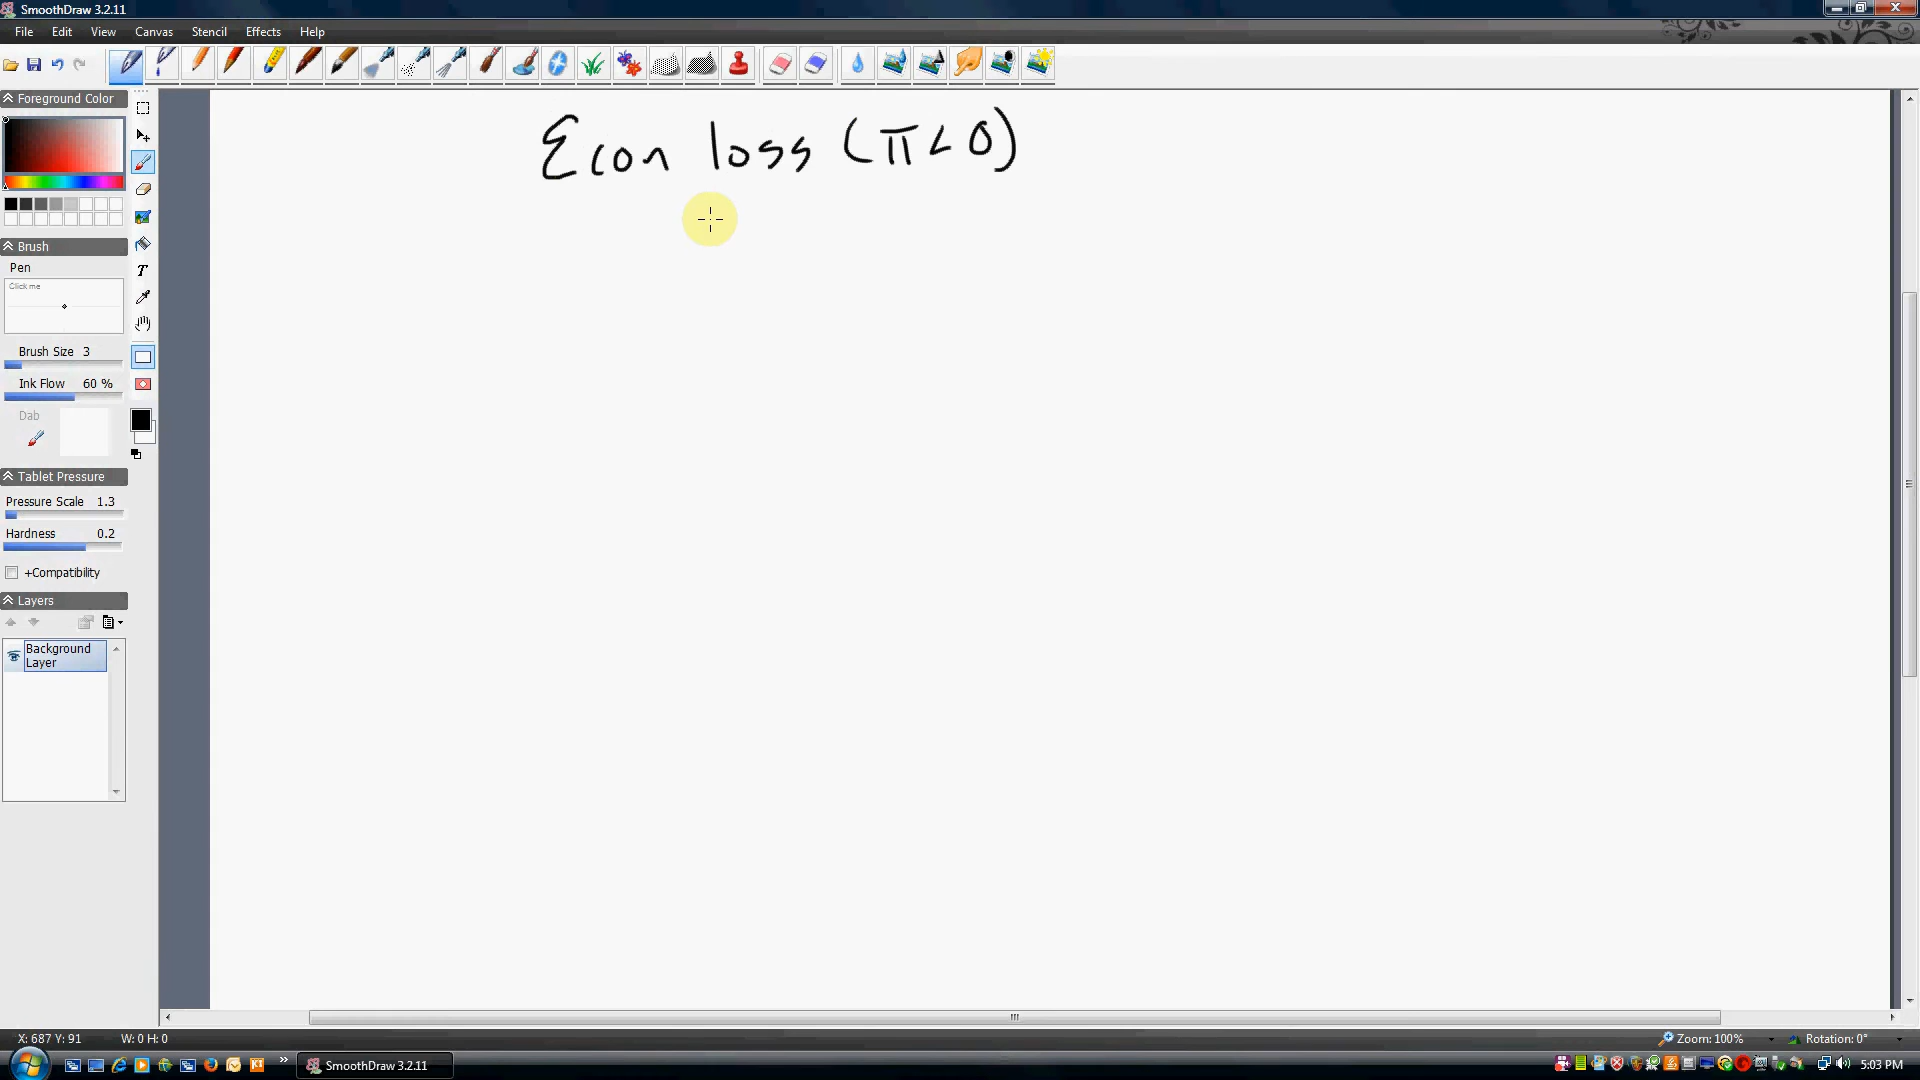 SmoothDraw 3.2.11
File Edit View Canvas Stencil Effects Help
Foreground Color
Econ loss (π<0)
Brush
Pen
Click me
Brush Size 3
Ink Flow 60 %
Dab
Tablet Pressure
Pressure Scale 1.3
Hardness 0.2
+Compatibility
Layers
Background
Layer
X: 687 Y: 91 W: 0 H: 0 Zoom: 100% Rotation: 0°
SmoothDraw 3.2.11 5:03 PM